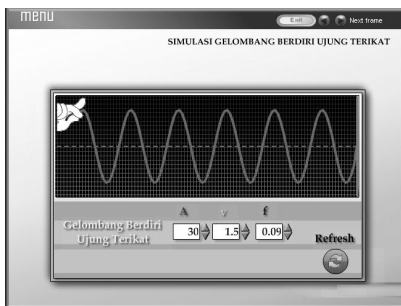 menu
Exit
Next frame
SIMULASI GELOMBANG BERDIRI UJUNG TERIKAT
A v f
Gelombang Berdiri
Ujung Terikat
30 1.5 0.09
Refresh